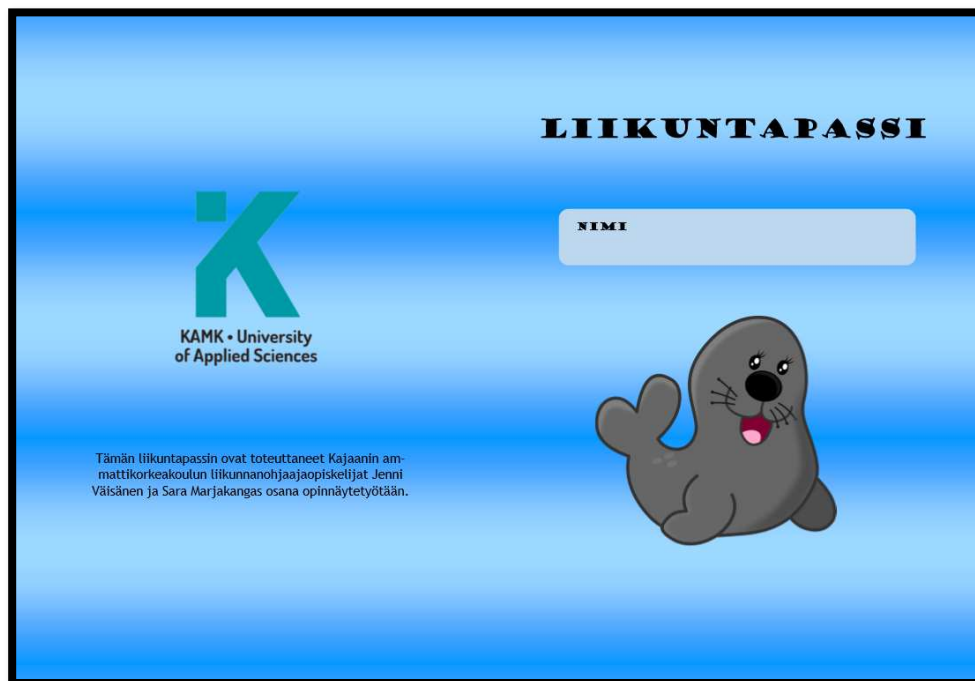 LIIKUNTAPASSI
NIMI
KAMK • University
of Applied Sciences
Tämän liikuntapassin ovat toteuttaneet Kajaanin am-
mattikorkeakoulun liikunnanohjaajaopiskelijat Jenni
Väisänen ja Sara Marjakangas osana opinnäytetyötään.